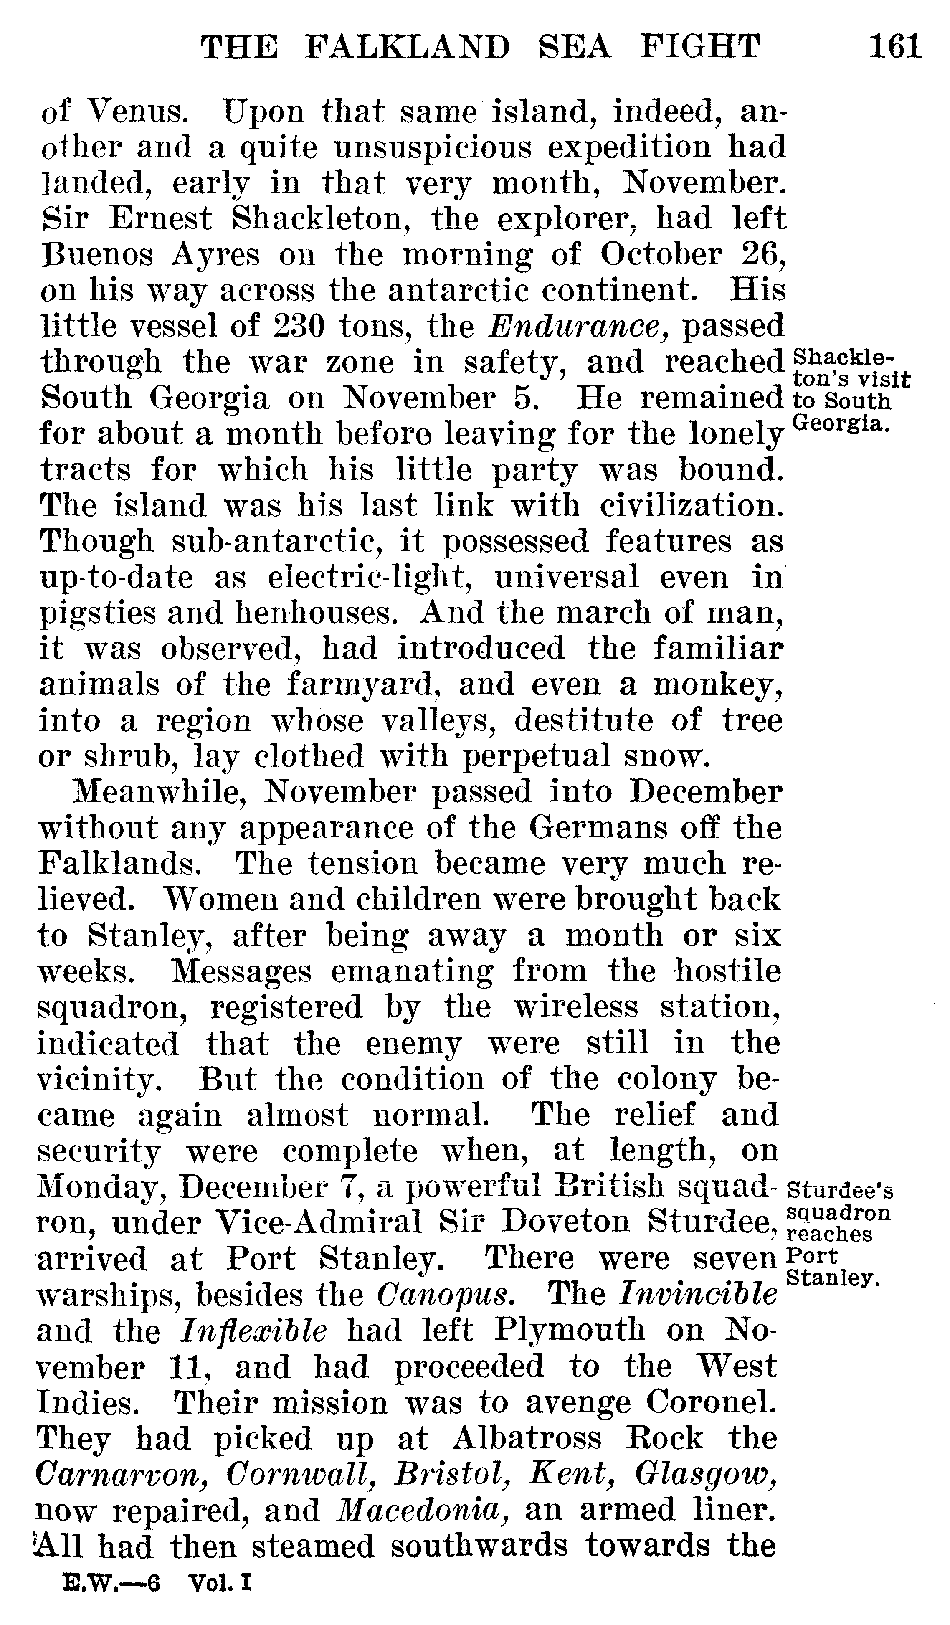 THE FALKLAND SEA FIGHT 161
of Venus. Upon that same island, indeed, an-
other and a quite unsuspicious expedition had
landed, early in that very month, November.
Sir Ernest Shackleton, the explorer, had left
Buenos Ayres on the morning of October 26,
on his way across the antarctic continent. His
little vessel of 230 tons, the Endurance, passed
through the war zone in safety, and reached
South Georgia on November 5. He remained
for about a month before leaving for the lonely
Shackle-
ton's visit
to South
Georgia.
tracts for which his little party was bound.
The island was his last link with civilization.
Though sub-antarctic, it possessed features as
up-to-date as electric-light, universal even in
pigsties and henhouses. And the march of man,
it was observed, had introduced the familiar
animals of the farmyard, and even a monkey,
into a region whose valleys, destitute of tree
or shrub, lay clothed with perpetual snow.
Meanwhile, November passed into December
without any appearance of the Germans off the
Falklands. The tension became very much re-
lieved. Women and children were brought back
to Stanley, after being away a month or six
weeks. Messages emanating from the hostile
squadron, registered by the wireless station,
indicated that the enemy were still in the
vicinity. But the condition of the colony be-
came again almost normal. The relief and
security were complete when, at length, on
Monday, December 7, a powerful British squad-
ron, under Vice-Admiral Sir Doveton Sturdee,
arrived at Port Stanley. There were seven
warships, besides the Canopus. The Invincible
Sturdee's
squadron
reaches
Port
Stanley.
and the Inflexible had left Plymouth on No-
vember 11, and had proceeded to the West
Indies. Their mission was to avenge Coronel.
They had picked up at Albatross Rock the
Carnarvon, Cornwall, Bristol, Kent, Glasgow,
now repaired, and Macedonia, an armed liner.
All had then steamed southwards towards the
E.W.—6 Vol. I